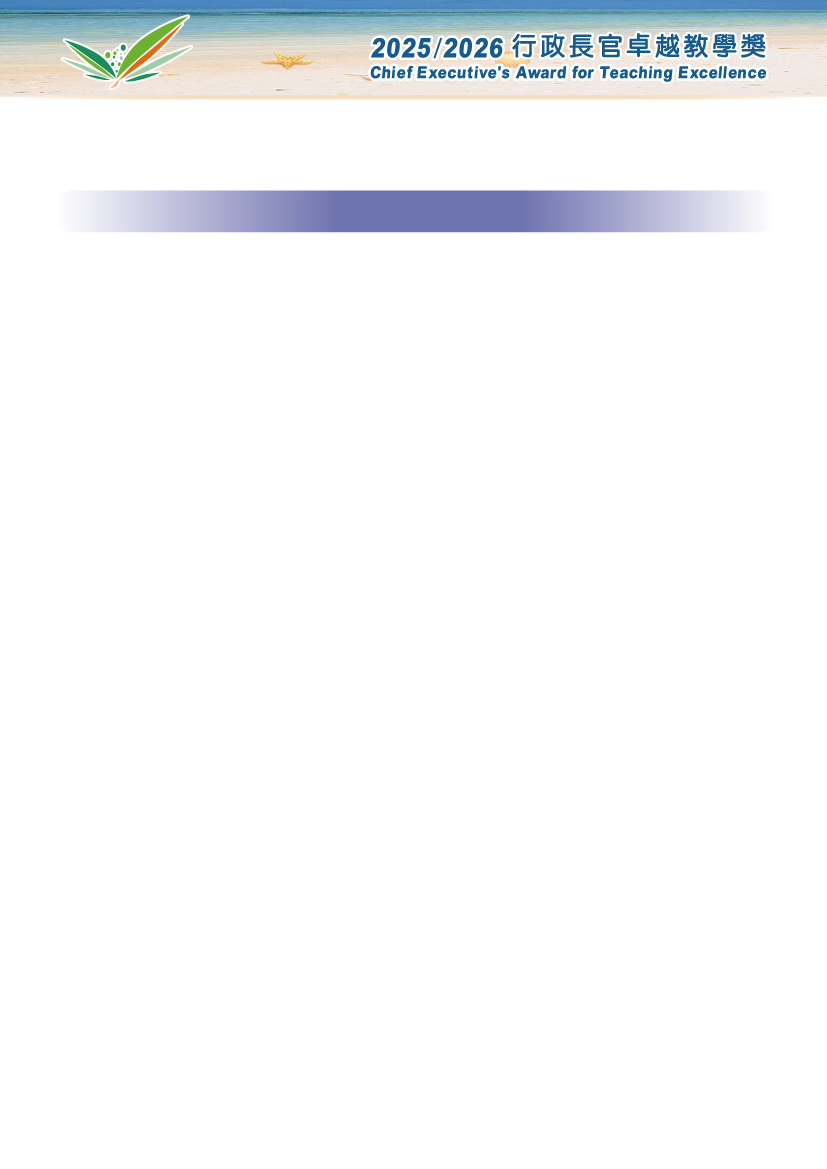 2025/2026 行政長官卓越教學獎
Chief Executive's Award for Teaching Excellence